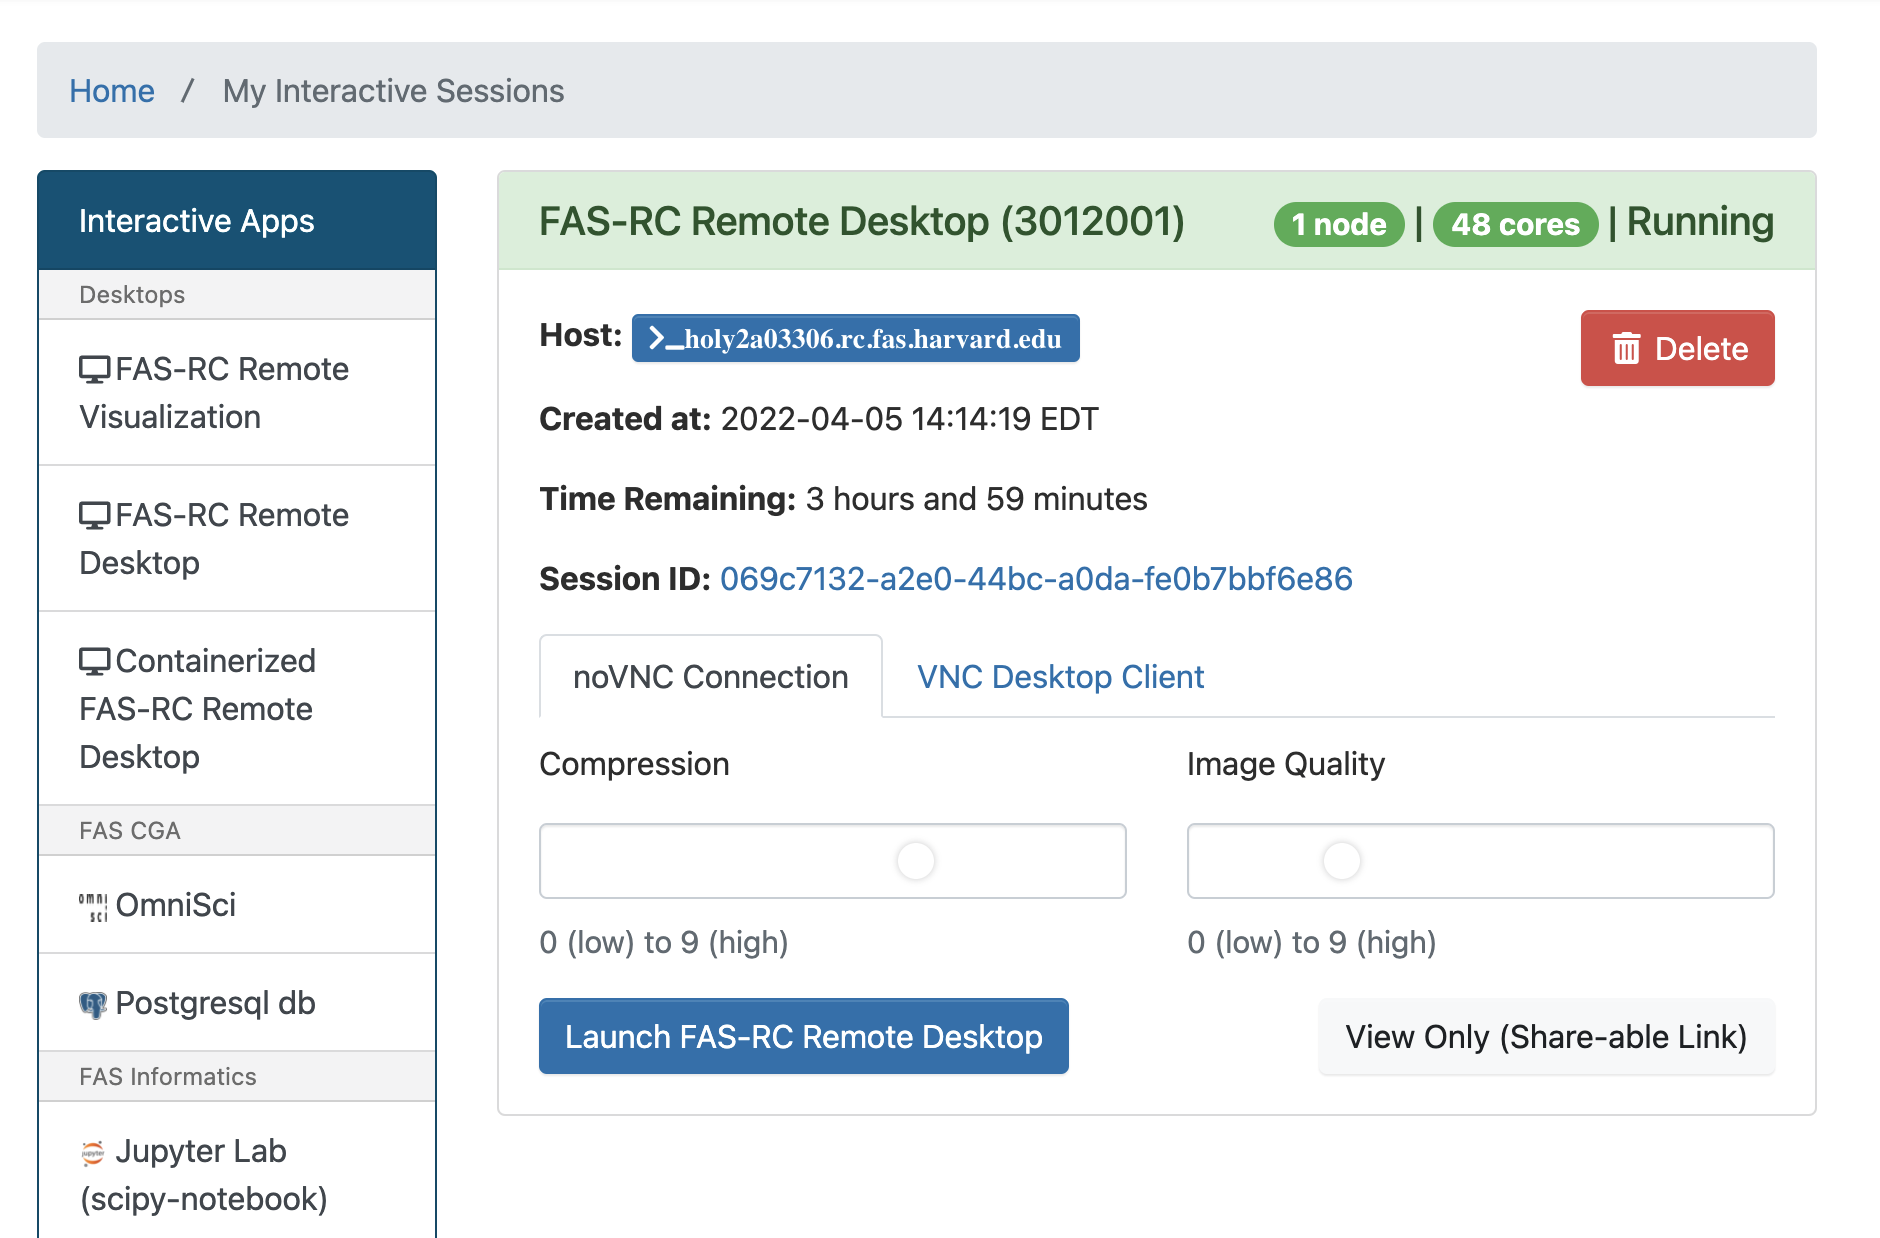 Home / My Interactive Sessions
Interactive Apps
Desktops
FAS-RC Remote
Visualization
FAS-RC Remote
Desktop
Containerized
FAS-RC Remote
Desktop
FAS CGA
omni
sci OmniSci
Postgresql db
FAS Informatics
jupyter Jupyter Lab
(scipy-notebook)
FAS-RC Remote Desktop (3012001) 1 node | 48 cores | Running
Host: >_holy2a03306.rc.fas.harvard.edu
Delete
Created at: 2022-04-05 14:14:19 EDT
Time Remaining: 3 hours and 59 minutes
Session ID: 069c7132-a2e0-44bc-a0da-fe0b7bbf6e86
noVNC Connection VNC Desktop Client
Compression
0 (low) to 9 (high)
Image Quality
0 (low) to 9 (high)
Launch FAS-RC Remote Desktop View Only (Share-able Link)